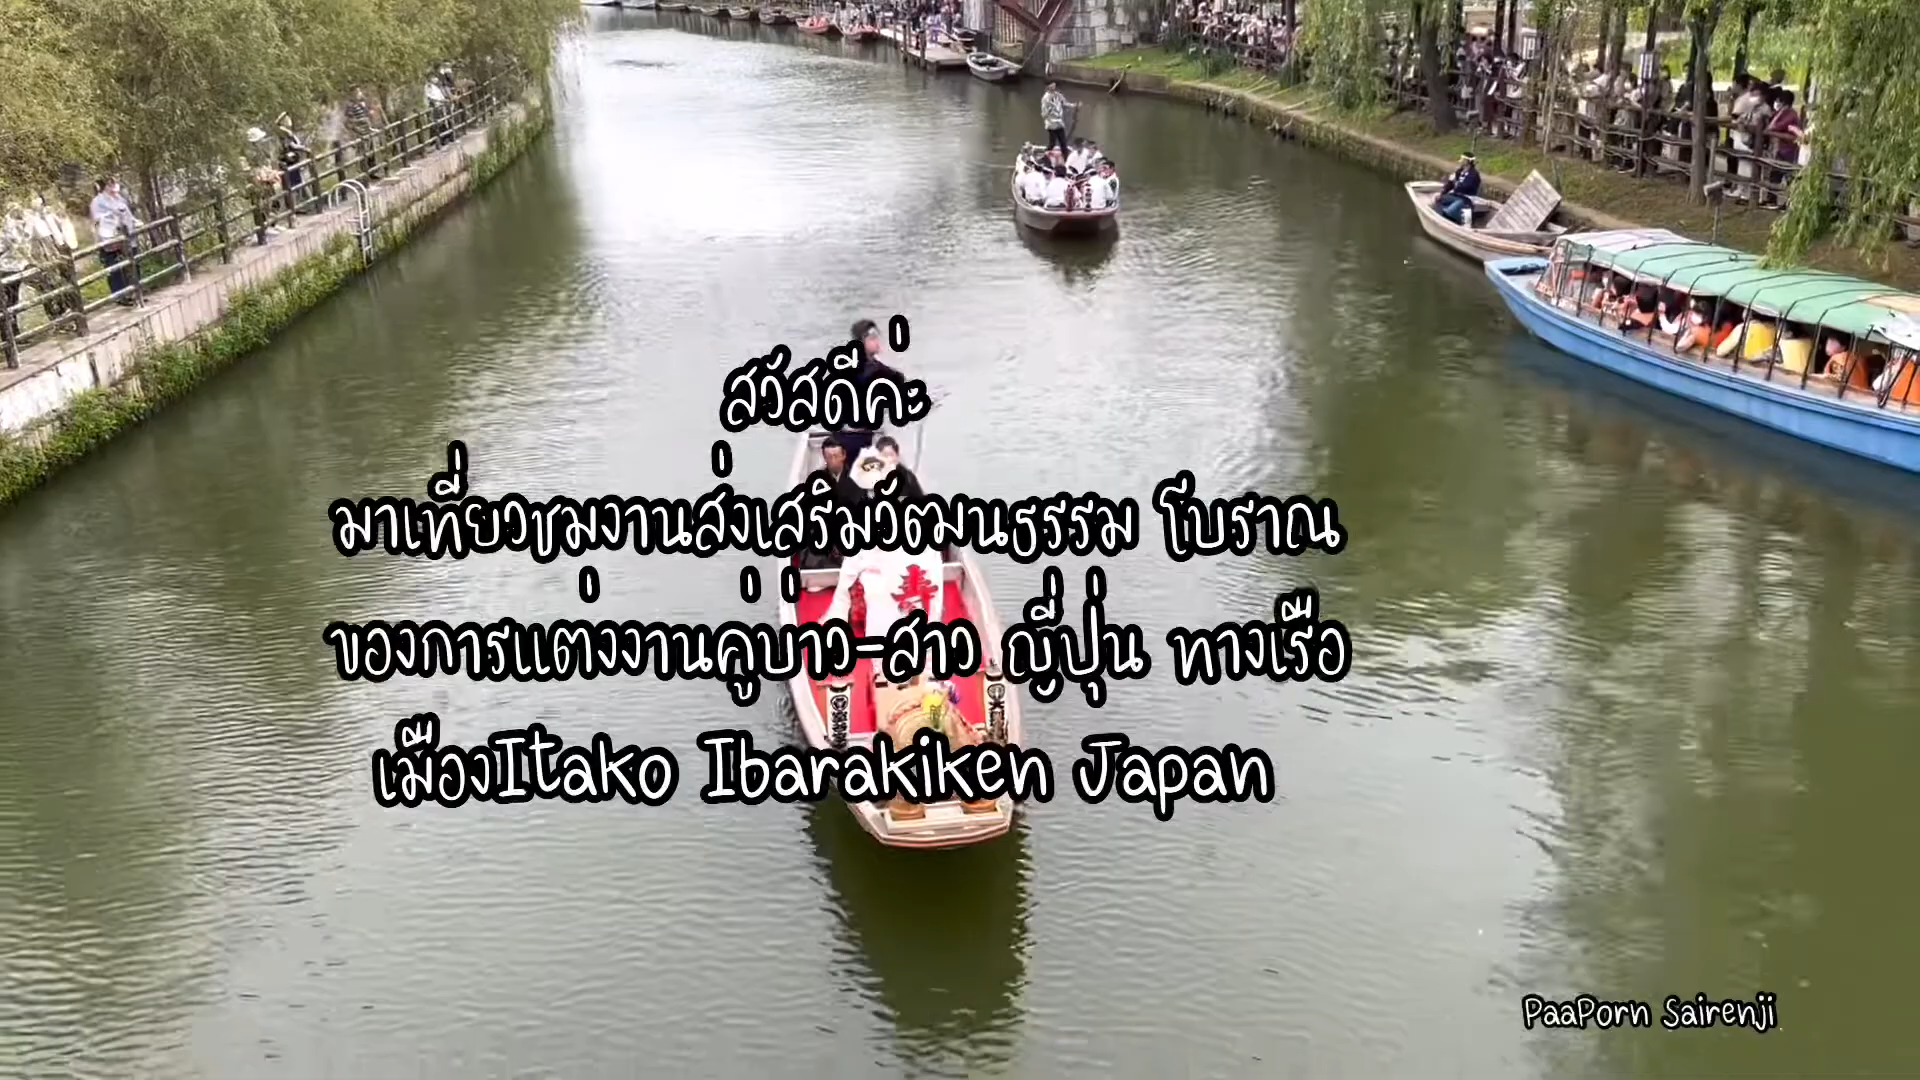 สวัสดีค่ะ
มาเที่ยวชมงานส่งเสริมวัฒนธรรม โบราณ
ของการแต่งงานคู่บ่าว-สาว ญี่ปุ่น ทางเรือ
เมืองItako Ibarakiken Japan
寿
PaaPorn Sairenji